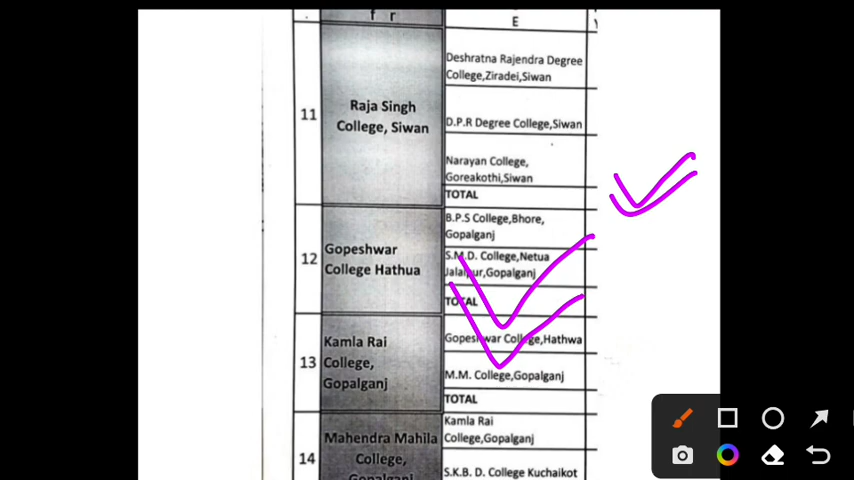 f r
E
11
Raja Singh
College, Siwan
Deshratna Rajendra Degree
College,Ziradei,Siwan
D.P.R Degree College,Siwan
Narayan College,
Goreakothi,Siwan
TOTAL
12
Gopeshwar
College Hathua
B.P.S College,Bhore,
Gopalganj
S.M.D. College,Netua
Jalalpur,Gopalganj
TOTAL
13
Kamla Rai
College,
Gopalganj
Gopeshwar College,Hathwa
M.M. College,Gopalganj
TOTAL
14
Mahendra Mahila
College,
Gopalganj
Kamla Rai
College,Gopalganj
S.K.B. D. College Kuchaikot